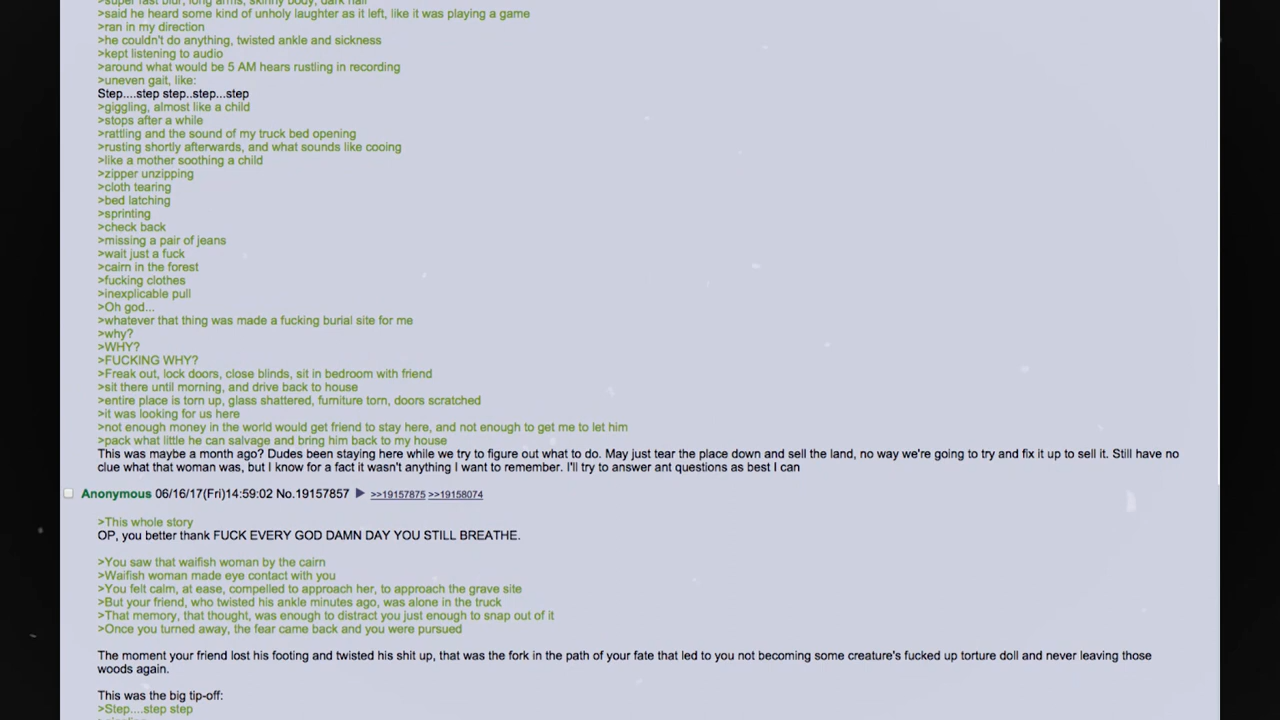 >super fast blur, long arms, skinny body, dark hair
>said he heard some kind of unholy laughter as it left, like it was playing a game
>ran in my direction
>he couldn't do anything, twisted ankle and sickness
>kept listening to audio
>around what would be 5 AM hears rustling in recording
>uneven gait, like:
Step....step step..step...step
>giggling, almost like a child
>stops after a while
>rattling and the sound of my truck bed opening
>rusting shortly afterwards, and what sounds like cooing
>like a mother soothing a child
>zipper unzipping
>cloth tearing
>bed latching
>sprinting
>check back
>missing a pair of jeans
>wait just a fuck
>cairn in the forest
>fucking clothes
>inexplicable pull
>Oh god...
>whatever that thing was made a fucking burial site for me
>why?
>WHY?
>FUCKING WHY?
>Freak out, lock doors, close blinds, sit in bedroom with friend
>sit there until morning, and drive back to house
>entire place is torn up, glass shattered, furniture torn, doors scratched
>it was looking for us here
>not enough money in the world would get friend to stay here, and not enough to get me to let him
>pack what little he can salvage and bring him back to my house
This was maybe a month ago? Dudes been staying here while we try to figure out what to do. May just tear the place down and sell the land, no way we're going to try and fix it up to sell it. Still have no
clue what that woman was, but I know for a fact it wasn't anything I want to remember. I'll try to answer ant questions as best I can
Anonymous 06/16/17(Fri)14:59:02 No.19157857 ▶ >>19157875 >>19158074
>This whole story
OP, you better thank FUCK EVERY GOD DAMN DAY YOU STILL BREATHE.
>You saw that waifish woman by the cairn
>Waifish woman made eye contact with you
>You felt calm, at ease, compelled to approach her, to approach the grave site
>But your friend, who twisted his ankle minutes ago, was alone in the truck
>That memory, that thought, was enough to distract you just enough to snap out of it
>Once you turned away, the fear came back and you were pursued
The moment your friend lost his footing and twisted his shit up, that was the fork in the path of your fate that led to you not becoming some creature's fucked up torture doll and never leaving those
woods again.
This was the big tip-off:
>Step....step step